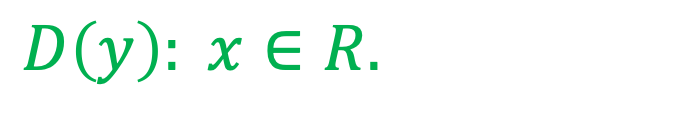 D(y): x ∈ R.